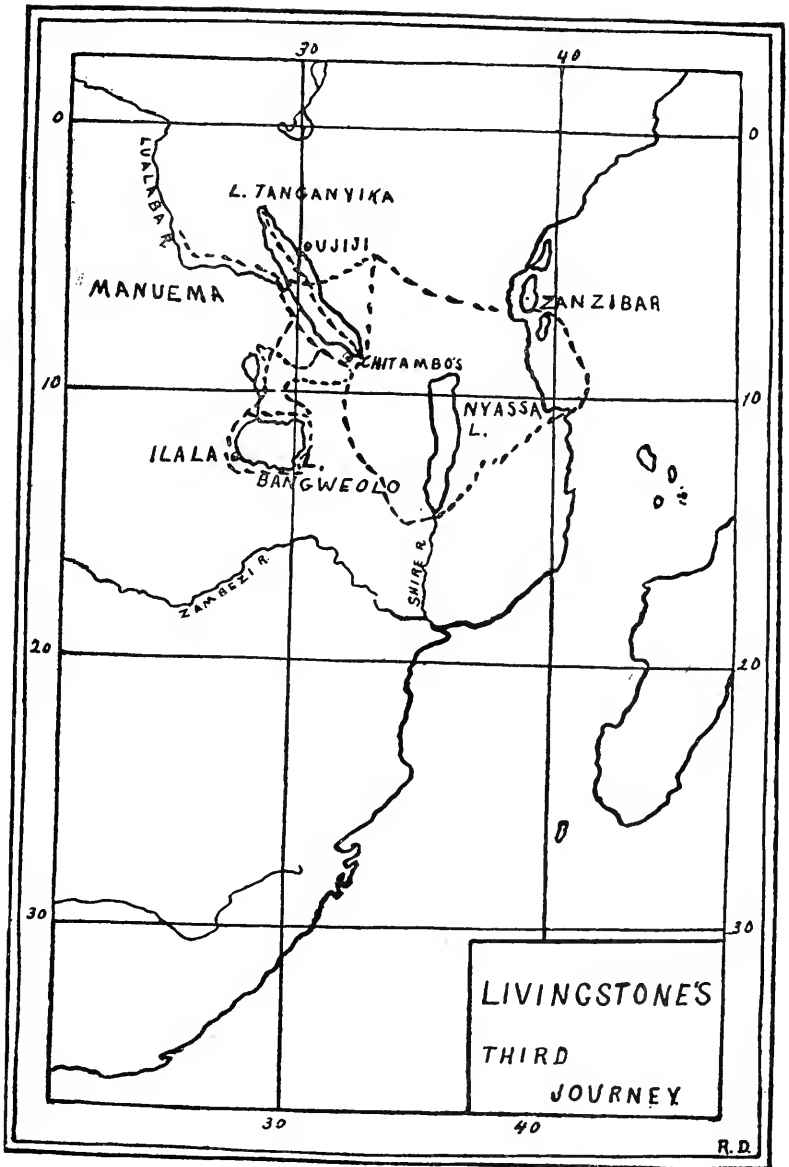 30 40
0 0
LUALABA R.
L. TANGANYIKA
UJIJI
MANUEMA
ZANZIBAR
CHITAMBO'S
10 10
NYASSA
L.
ILALA
L.
BANGWEOLO
ZAMBEZI R.
SHIRE R.
20 20
30 30
LIVINGSTONE'S
THIRD
JOURNEY
30 40
R.D.